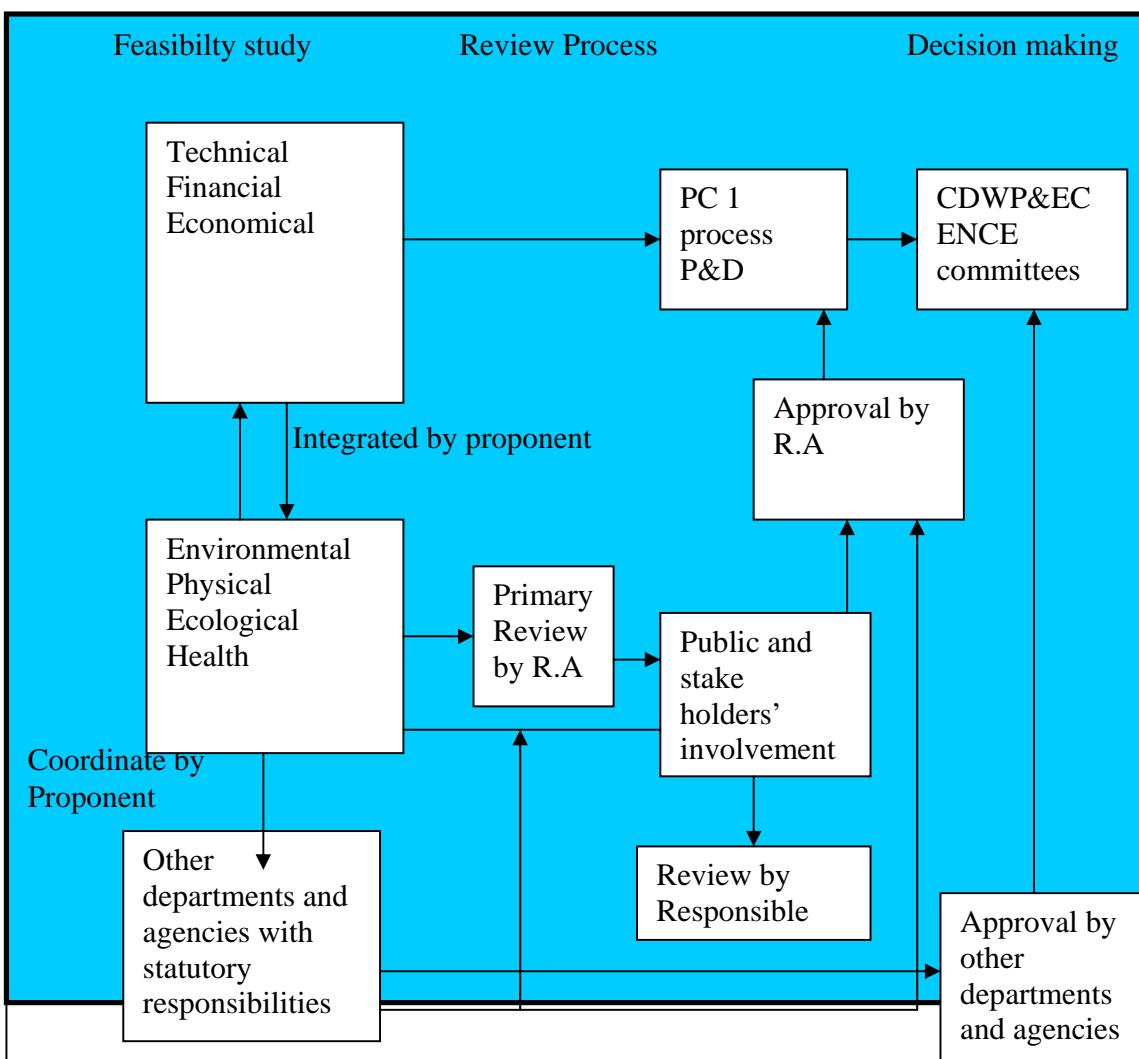 Feasibilty study
Review Process
Decision making
Technical
Financial
Economical
PC 1
process
P&D
CDWP&EC
ENCE
committees
Approval by
R.A
Integrated by proponent
Environmental
Physical
Ecological
Health
Primary
Review
by R.A
Public and
stake
holders’
involvement
Coordinate by
Proponent
Other
departments and
agencies with
statutory
responsibilities
Review by
Responsible
Approval by
other
departments
and agencies